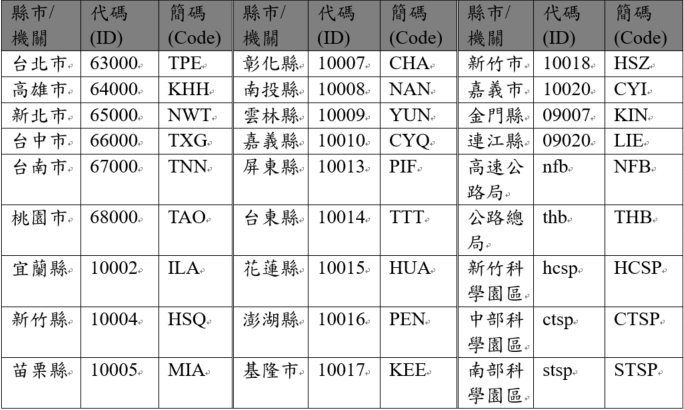 縣市/機關 代碼(ID) 簡碼(Code) 縣市/機關 代碼(ID) 簡碼(Code) 縣市/機關 代碼(ID) 簡碼(Code)
台北市 63000 TPE 彰化縣 10007 CHA 新竹市 10018 HSZ
高雄市 64000 KHH 南投縣 10008 NAN 嘉義市 10020 CYI
新北市 65000 NWT 雲林縣 10009 YUN 金門縣 09007 KIN
台中市 66000 TXG 嘉義縣 10010 CYQ 連江縣 09020 LIE
台南市 67000 TNN 屏東縣 10013 PIF 高速公路局 nfb NFB
桃園市 68000 TAO 台東縣 10014 TTT 公路總局 thb THB
宜蘭縣 10002 ILA 花蓮縣 10015 HUA 新竹科學園區 hcsp HCSP
新竹縣 10004 HSQ 澎湖縣 10016 PEN 中部科學園區 ctsp CTSP
苗栗縣 10005 MIA 基隆市 10017 KEE 南部科學園區 stsp STSP